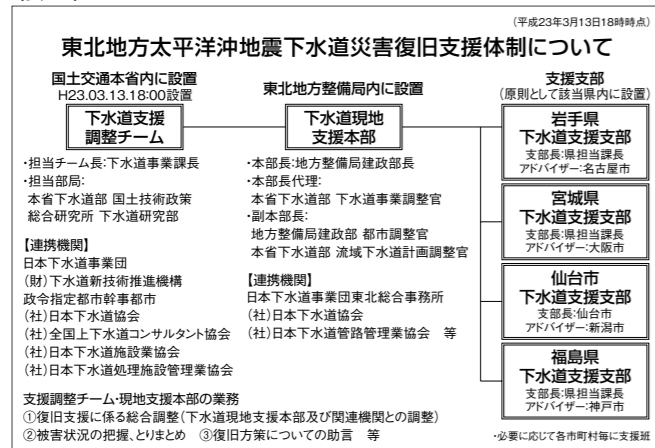 (平成23年3月13日18時時点)
東北地方太平洋沖地震下水道災害復旧支援体制について
国土交通本省内に設置
H23.03.13.18:00設置
下水道支援
調整チーム
・担当チーム長:下水道事業課長
・担当部局:
本省下水道部 国土技術政策
総合研究所 下水道研究部
【連携機関】
日本下水道事業団
(財)下水道新技術推進機構
政令指定都市幹事都市
(社)日本下水道協会
(社)全国上下水道コンサルタント協会
(社)日本下水道施設業協会
(社)日本下水道処理施設管理業協会
東北地方整備局内に設置
下水道現地
支援本部
・本部長:地方整備局建政部長
・本部長代理:
本省下水道部 下水道事業調整官
・副本部長:
地方整備局建政部 都市調整官
本省下水道部 流域下水道計画調整官
【連携機関】
日本下水道事業団東北総合事務所
(社)日本下水道協会
(社)日本下水道管路管理業協会 等
支援支部
(原則として該当県内に設置)
岩手県
下水道支援支部
支部長:県担当課長
アドバイザー:名古屋市
宮城県
下水道支援支部
支部長:県担当課長
アドバイザー:大阪市
仙台市
下水道支援支部
支部長:仙台市
アドバイザー:新潟市
福島県
下水道支援支部
支部長:県担当課長
アドバイザー:神戸市
支援調整チーム・現地支援本部の業務
①復旧支援に係る総合調整(下水道現地支援本部及び関連機関との調整)
②被害状況の把握、とりまとめ ③復旧方策についての助言 等
・必要に応じて各市町村毎に支援班